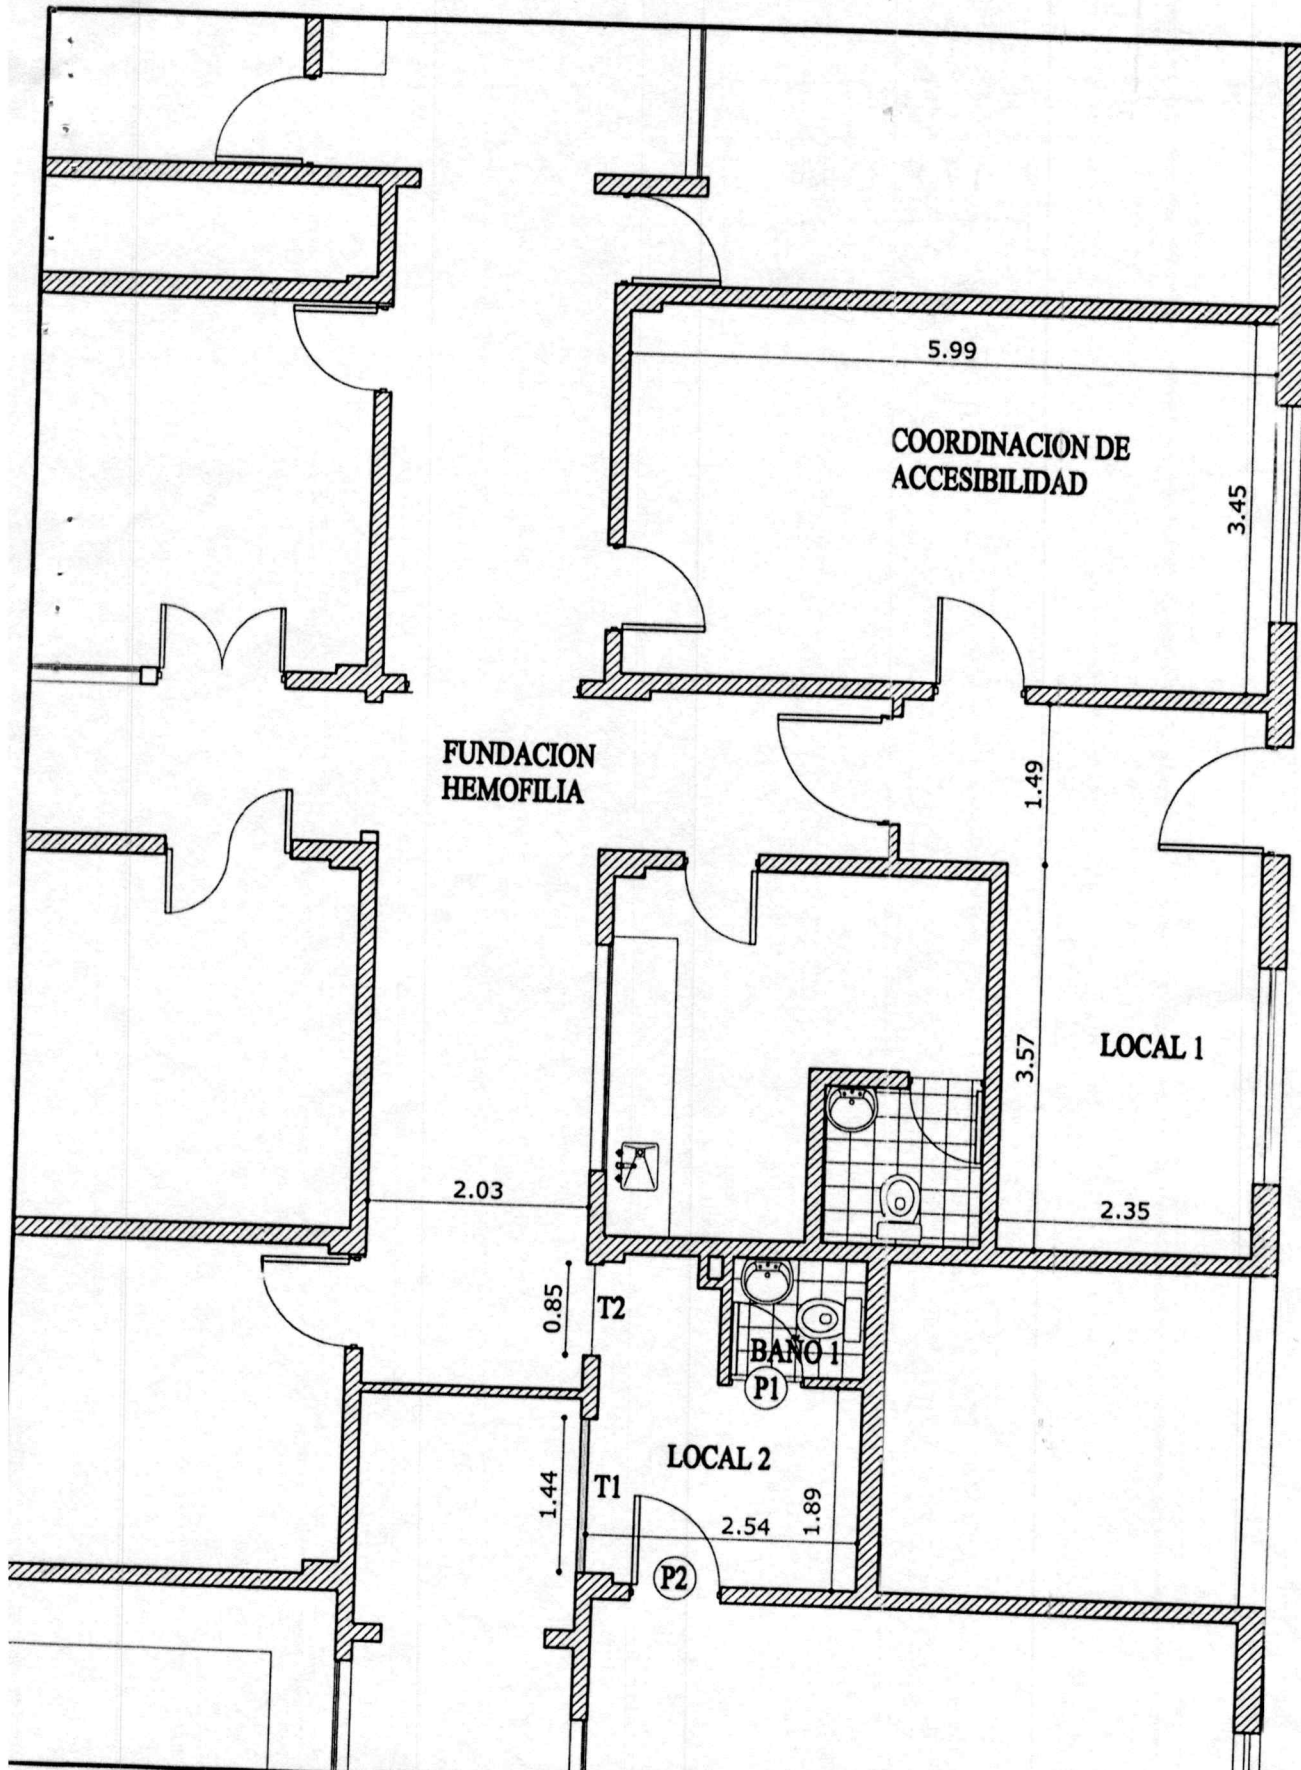 5.99
COORDINACION DE
ACCESIBILIDAD
3.45
FUNDACION
HEMOFILIA
1.49
3.57
LOCAL 1
2.03
2.35
0.85
T2
BAÑO 1
P1
LOCAL 2
1.44
T1
2.54
1.89
P2